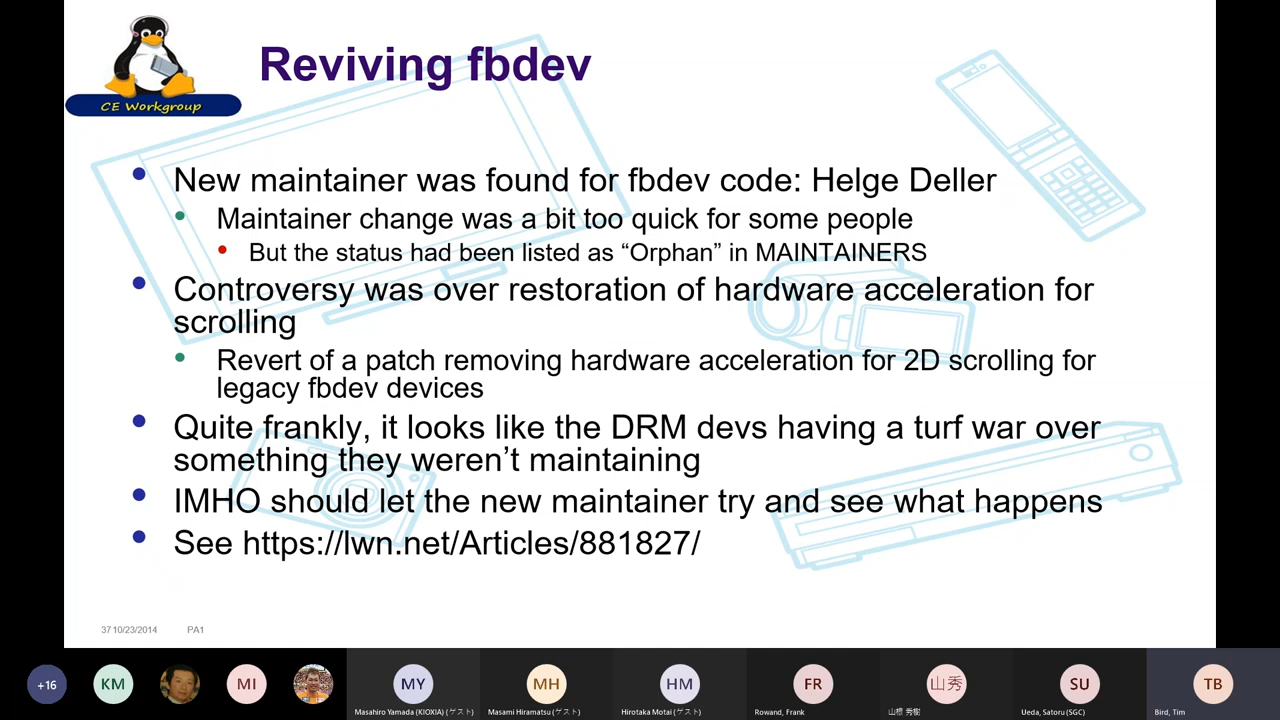 CE Workgroup
Reviving fbdev
New maintainer was found for fbdev code: Helge Deller
Maintainer change was a bit too quick for some people
But the status had been listed as “Orphan” in MAINTAINERS
Controversy was over restoration of hardware acceleration for
scrolling
Revert of a patch removing hardware acceleration for 2D scrolling for
legacy fbdev devices
Quite frankly, it looks like the DRM devs having a turf war over
something they weren’t maintaining
IMHO should let the new maintainer try and see what happens
See https://lwn.net/Articles/881827/
37 10/23/2014 PA1
+16 KM MI MY MH HM FR 山秀 SU TB
Masahiro Yamada (KIOXIA) (ゲスト) Masami Hiramatsu (ゲスト) Hirotaka Motai (ゲスト) Rowand, Frank 山根 秀樹 Ueda, Satoru (SGC) Bird, Tim